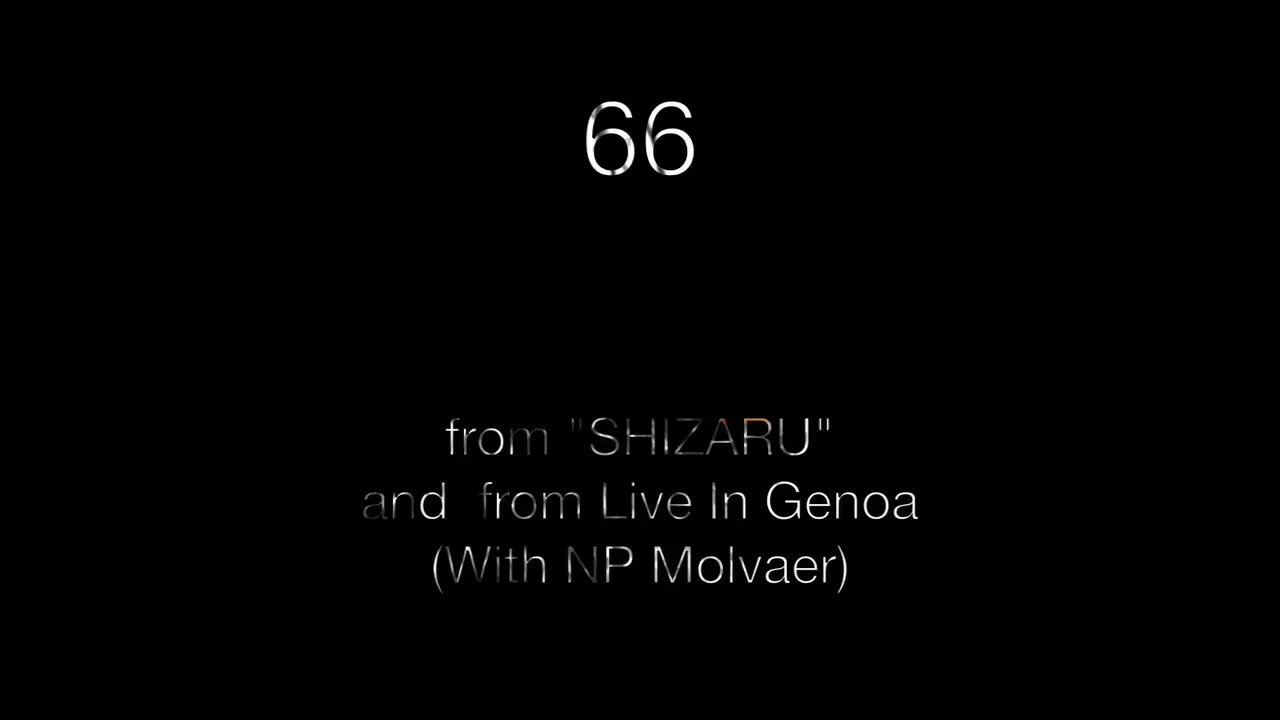 66
from "SHIZARU"
and from Live In Genoa
(With NP Molvaer)